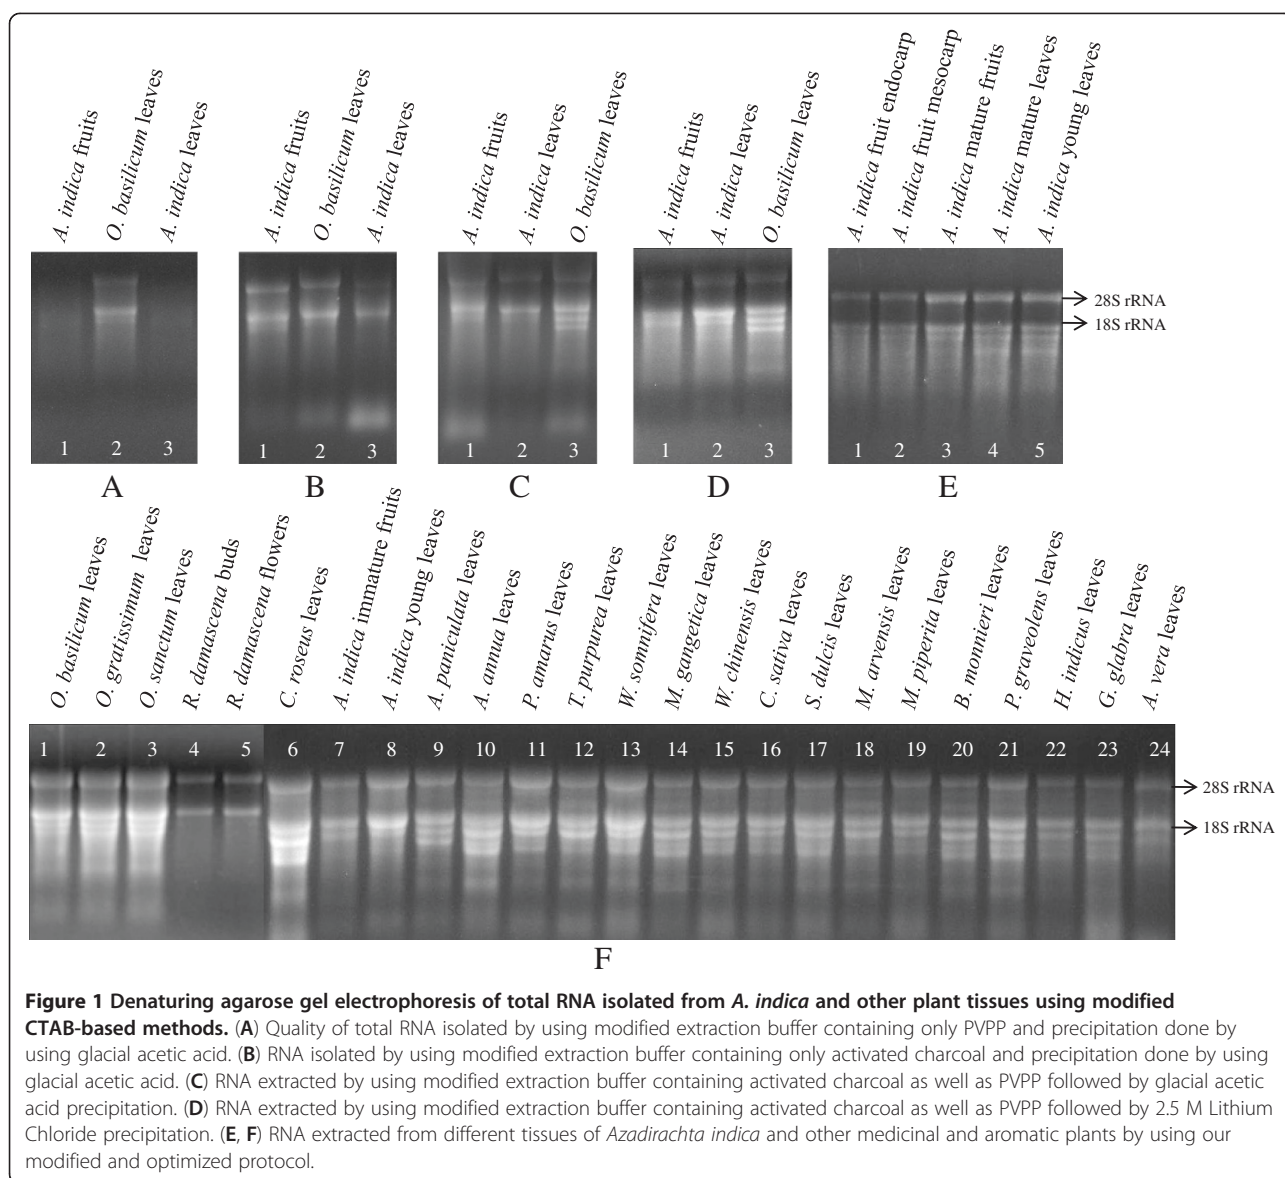 A. indica fruits
O. basilicum leaves
A. indica leaves
A. indica fruits
O. basilicum leaves
A. indica leaves
A. indica fruits
A. indica leaves
O. basilicum leaves
A. indica fruits
A. indica leaves
O. basilicum leaves
A. indica fruit endocarp
A. indica fruit mesocarp
A. indica mature fruits
A. indica mature leaves
A. indica young leaves
28S rRNA
18S rRNA
1 2 3
1 2 3
1 2 3
1 2 3
1 2 3 4 5
A B C D E
O. basilicum leaves
O. gratissimum leaves
O. sanctum leaves
R. damascena buds
R. damascena flowers
C. roseus leaves
A. indica immature fruits
A. indica young leaves
A. paniculata leaves
A. annua leaves
P. amarus leaves
T. purpurea leaves
W. somnifera leaves
M. gangetica leaves
W. chinensis leaves
C. sativa leaves
S. dulcis leaves
M. arvensis leaves
M. piperita leaves
B. monnieri leaves
P. graveolens leaves
H. indicus leaves
G. glabra leaves
A. vera leaves
1 2 3 4 5 6 7 8 9 10 11 12 13 14 15 16 17 18 19 20 21 22 23 24
28S rRNA
18S rRNA
F
Figure 1 Denaturing agarose gel electrophoresis of total RNA isolated from A. indica and other plant tissues using modified
CTAB-based methods. (A) Quality of total RNA isolated by using modified extraction buffer containing only PVPP and precipitation done by
using glacial acetic acid. (B) RNA isolated by using modified extraction buffer containing only activated charcoal and precipitation done by using
glacial acetic acid. (C) RNA extracted by using modified extraction buffer containing activated charcoal as well as PVPP followed by glacial acetic
acid precipitation. (D) RNA extracted by using modified extraction buffer containing activated charcoal as well as PVPP followed by 2.5 M Lithium
Chloride precipitation. (E, F) RNA extracted from different tissues of Azadirachta indica and other medicinal and aromatic plants by using our
modified and optimized protocol.